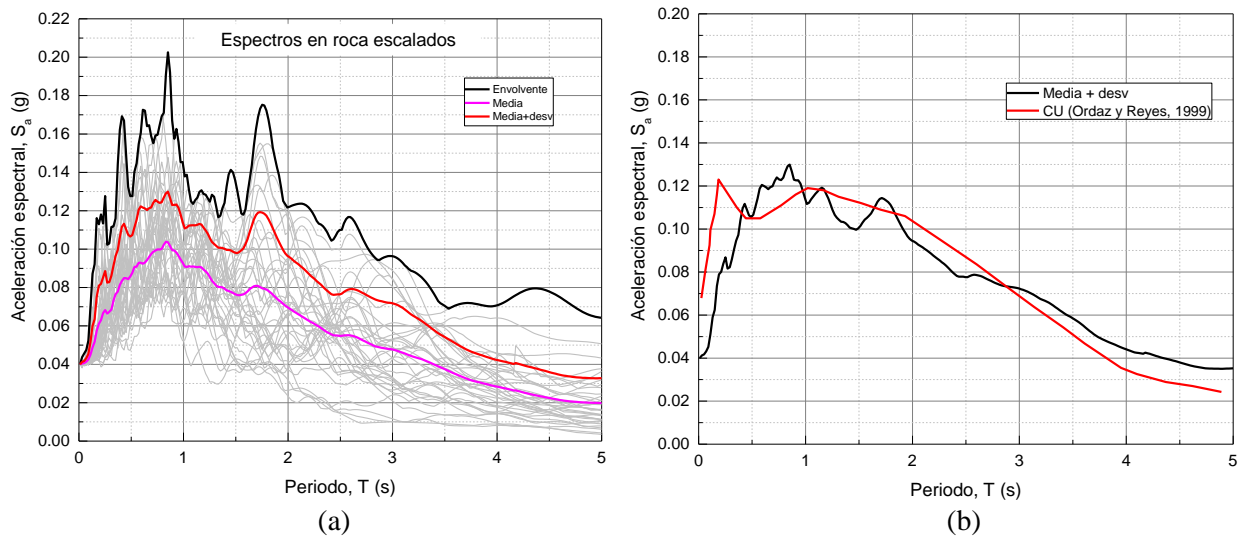 Espectros en roca escalados
Envolvente
Media
Media+desv
Aceleración espectral, Sa (g)
0.22
0.20
0.18
0.16
0.14
0.12
0.10
0.08
0.06
0.04
0.02
0.00
0 1 2 3 4 5
Periodo, T (s)
(a)
Media + desv
CU (Ordaz y Reyes, 1999)
Aceleración espectral, Sa (g)
0.20
0.18
0.16
0.14
0.12
0.10
0.08
0.06
0.04
0.02
0.00
0 1 2 3 4 5
Periodo, T (s)
(b)